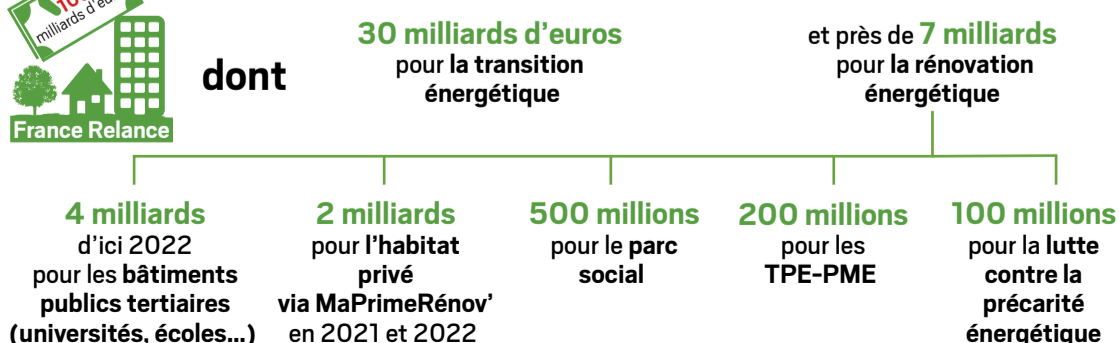 milliards d'eu
France Relance
dont
30 milliards d'euros
pour la transition
énergétique
et près de 7 milliards
pour la rénovation
énergétique
4 milliards
d'ici 2022
pour les bâtiments
publics tertiaires
(universités, écoles...)
2 milliards
pour l'habitat
privé
via MaPrimeRénov'
en 2021 et 2022
500 millions
pour le parc
social
200 millions
pour les
TPE-PME
100 millions
pour la lutte
contre la
précarité
énergétique